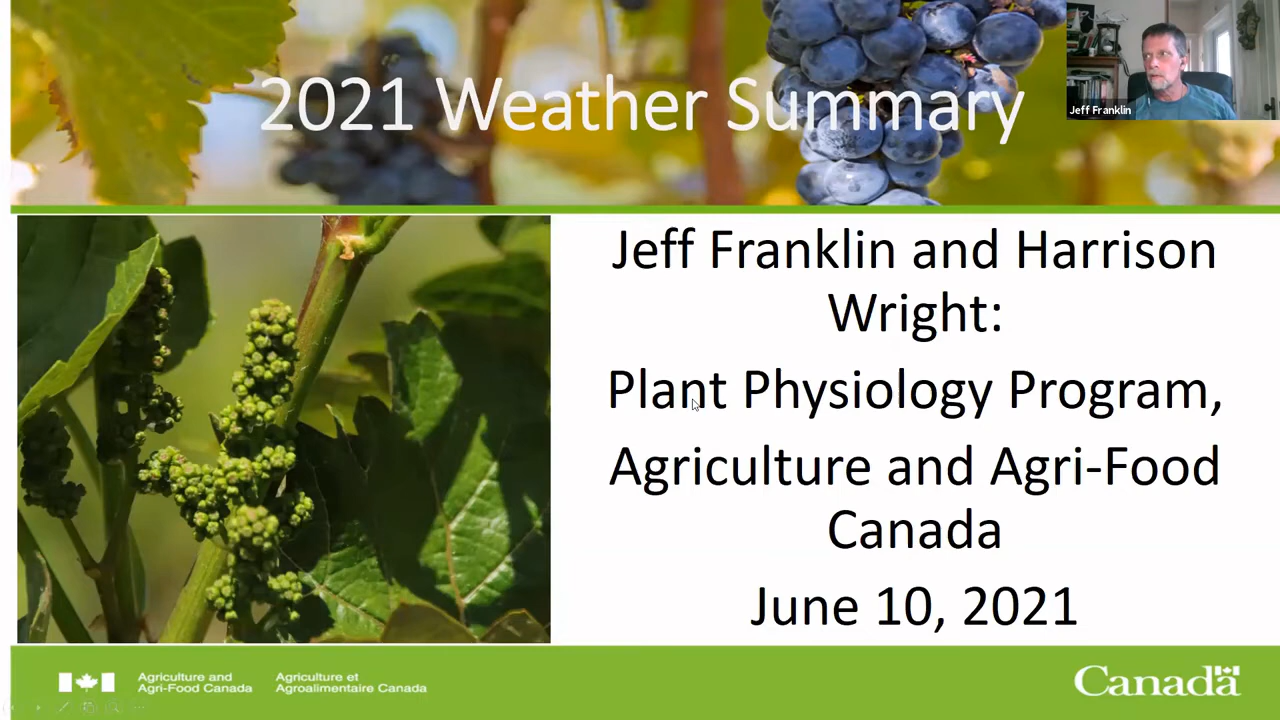 2021 Weather Summary
Jeff Franklin
Jeff Franklin and Harrison
Wright:
Plant Physiology Program,
Agriculture and Agri-Food
Canada
June 10, 2021
Agriculture and
Agri-Food Canada
Agriculture et
Agroalimentaire Canada
Canada